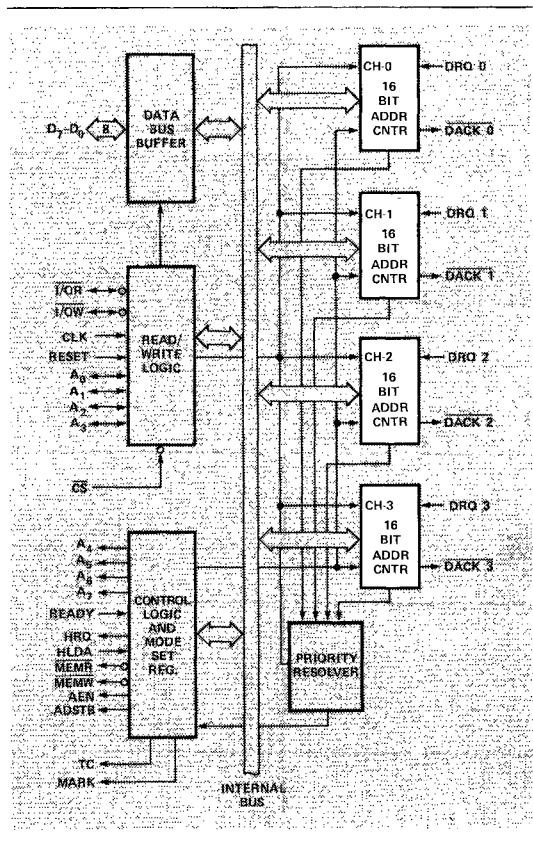 D7-D0
8
DATA
BUS
BUFFER
I/OR
I/OW
CLK
RESET
A0
A1
A2
A3
READ/
WRITE
LOGIC
CS
A4
A5
A6
A7
READY
HRQ
HLDA
MEMR
MEMW
AEN
ADSTB
TC
MARK
CONTROL
LOGIC
AND
MODE
SET
REG.
INTERNAL
BUS
CH-0
16
BIT
ADDR
CNTR
DRQ 0
DACK 0
CH-1
16
BIT
ADDR
CNTR
DRQ 1
DACK 1
CH-2
16
BIT
ADDR
CNTR
DRQ 2
DACK 2
CH-3
16
BIT
ADDR
CNTR
DRQ 3
DACK 3
PRIORITY
RESOLVER